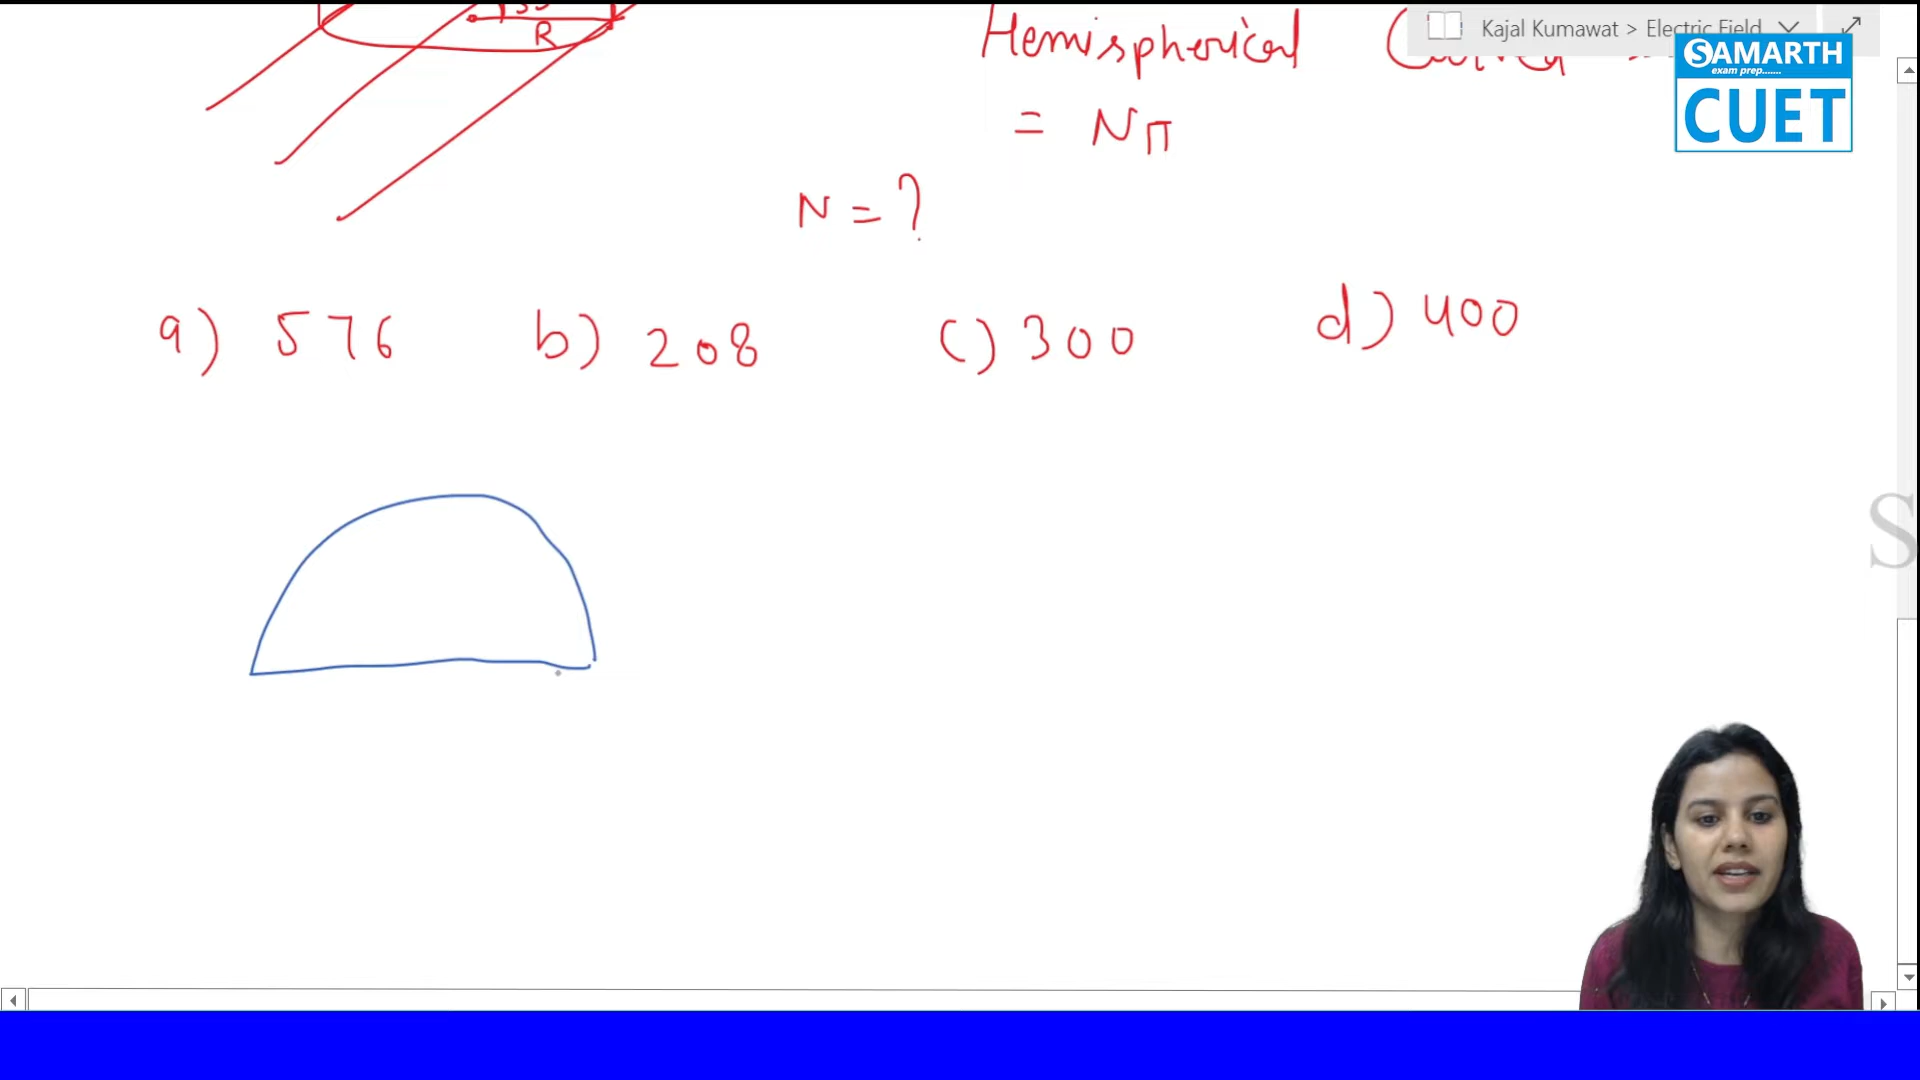 Kajal Kumawat > Electric Field
SAMARTH
exam prep.......
CUET
R
Hemispherical
= Nπ
N = ?
a) 576 b) 208 c) 300 d) 400
S